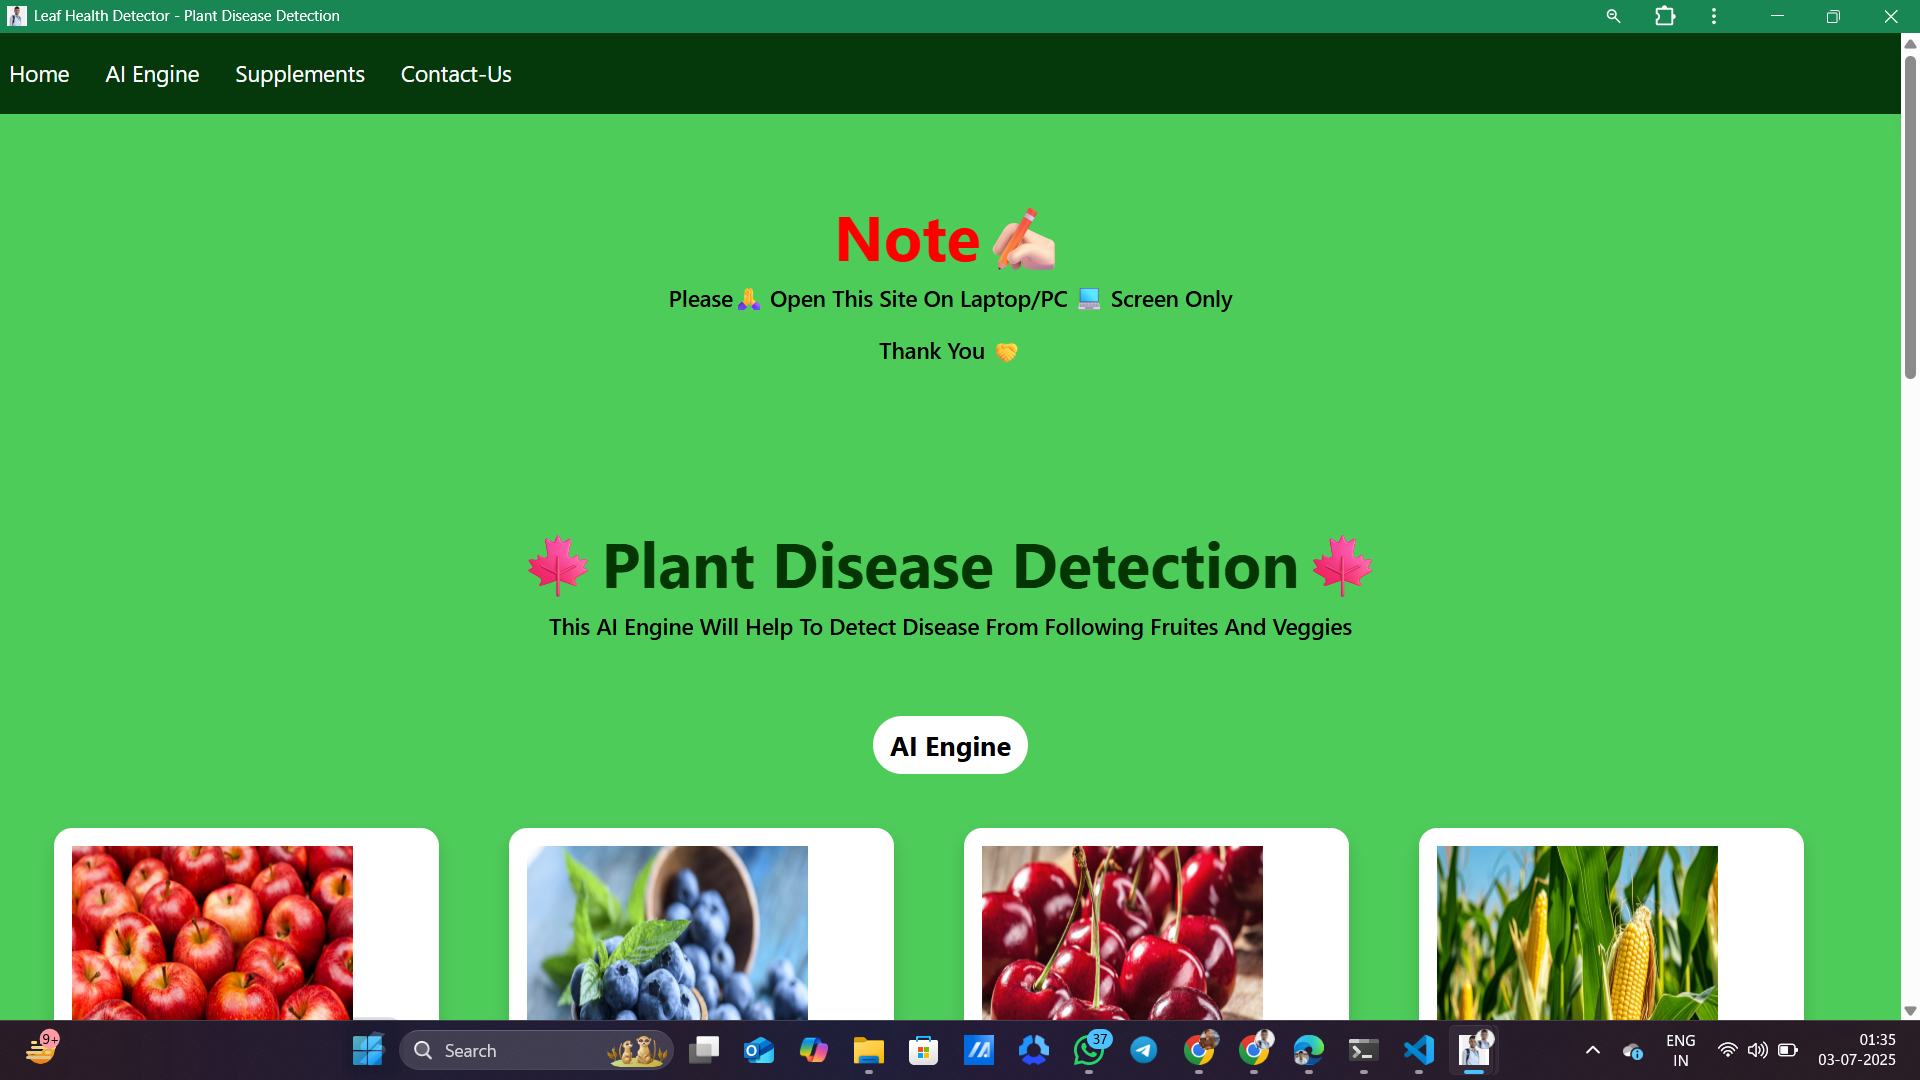 Leaf Health Detector - Plant Disease Detection
Home AI Engine Supplements Contact-Us
Note ✍🏻
Please🙏 Open This Site On Laptop/PC 💻 Screen Only
Thank You 🤝
🍁Plant Disease Detection🍁
This AI Engine Will Help To Detect Disease From Following Fruites And Veggies
AI Engine
9+
Search
37
ENG
IN
01:35
03-07-2025